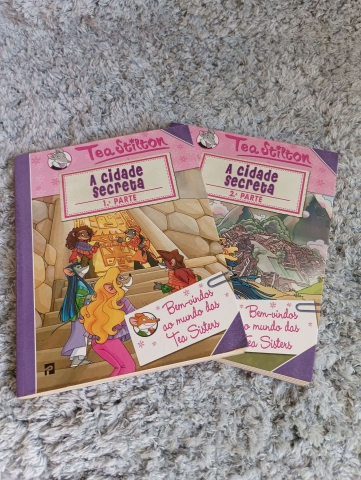 Tea Stilton
A cidade
secreta
1.ª PARTE
Bem-vindos
ao mundo das
Tea Sisters
Tea Stilton
A cidade
secreta
2.ª PARTE
Bem-vindos
ao mundo das
Tea Sisters